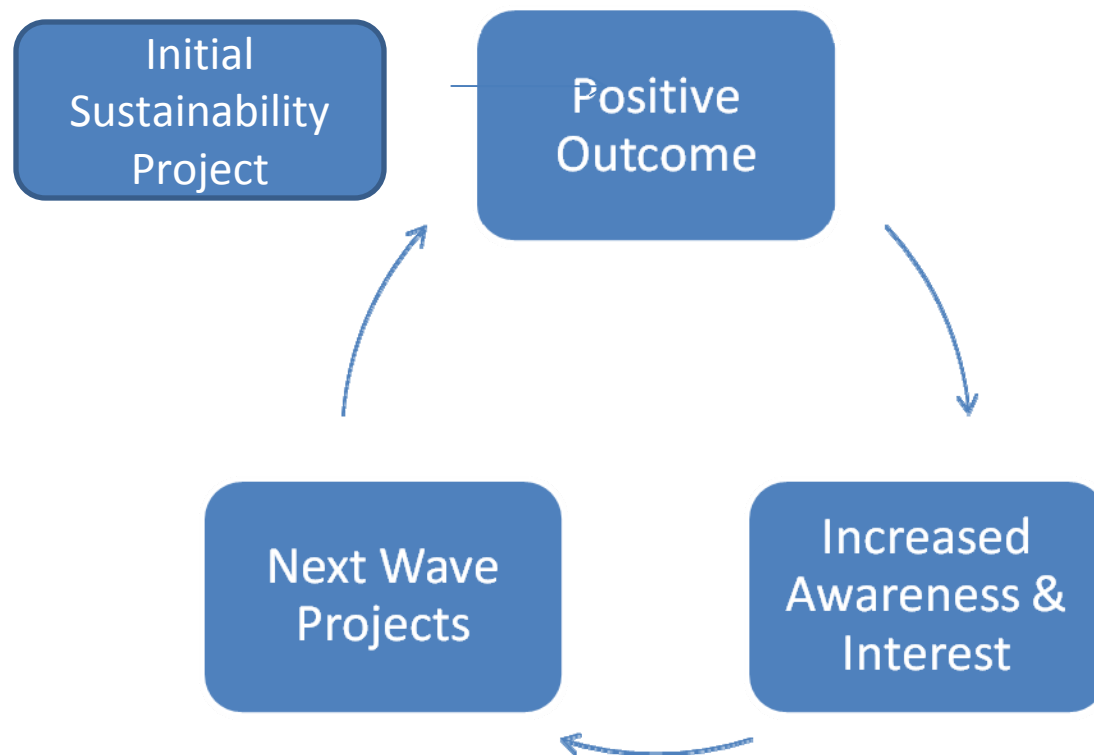 Initial
Sustainability
Project
Positive
Outcome
Increased
Awareness &
Interest
Next Wave
Projects